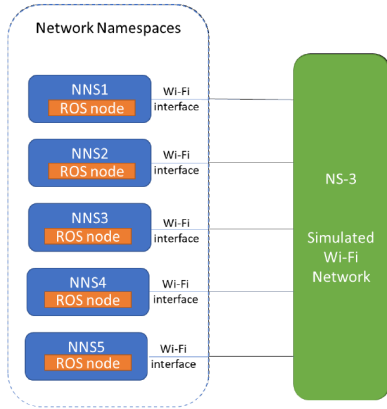 Network Namespaces
NNS1
ROS node
Wi-Fi
interface
NNS2
ROS node
Wi-Fi
interface
NNS3
ROS node
Wi-Fi
interface
NNS4
ROS node
Wi-Fi
interface
NNS5
ROS node
Wi-Fi
interface
NS-3
Simulated
Wi-Fi
Network